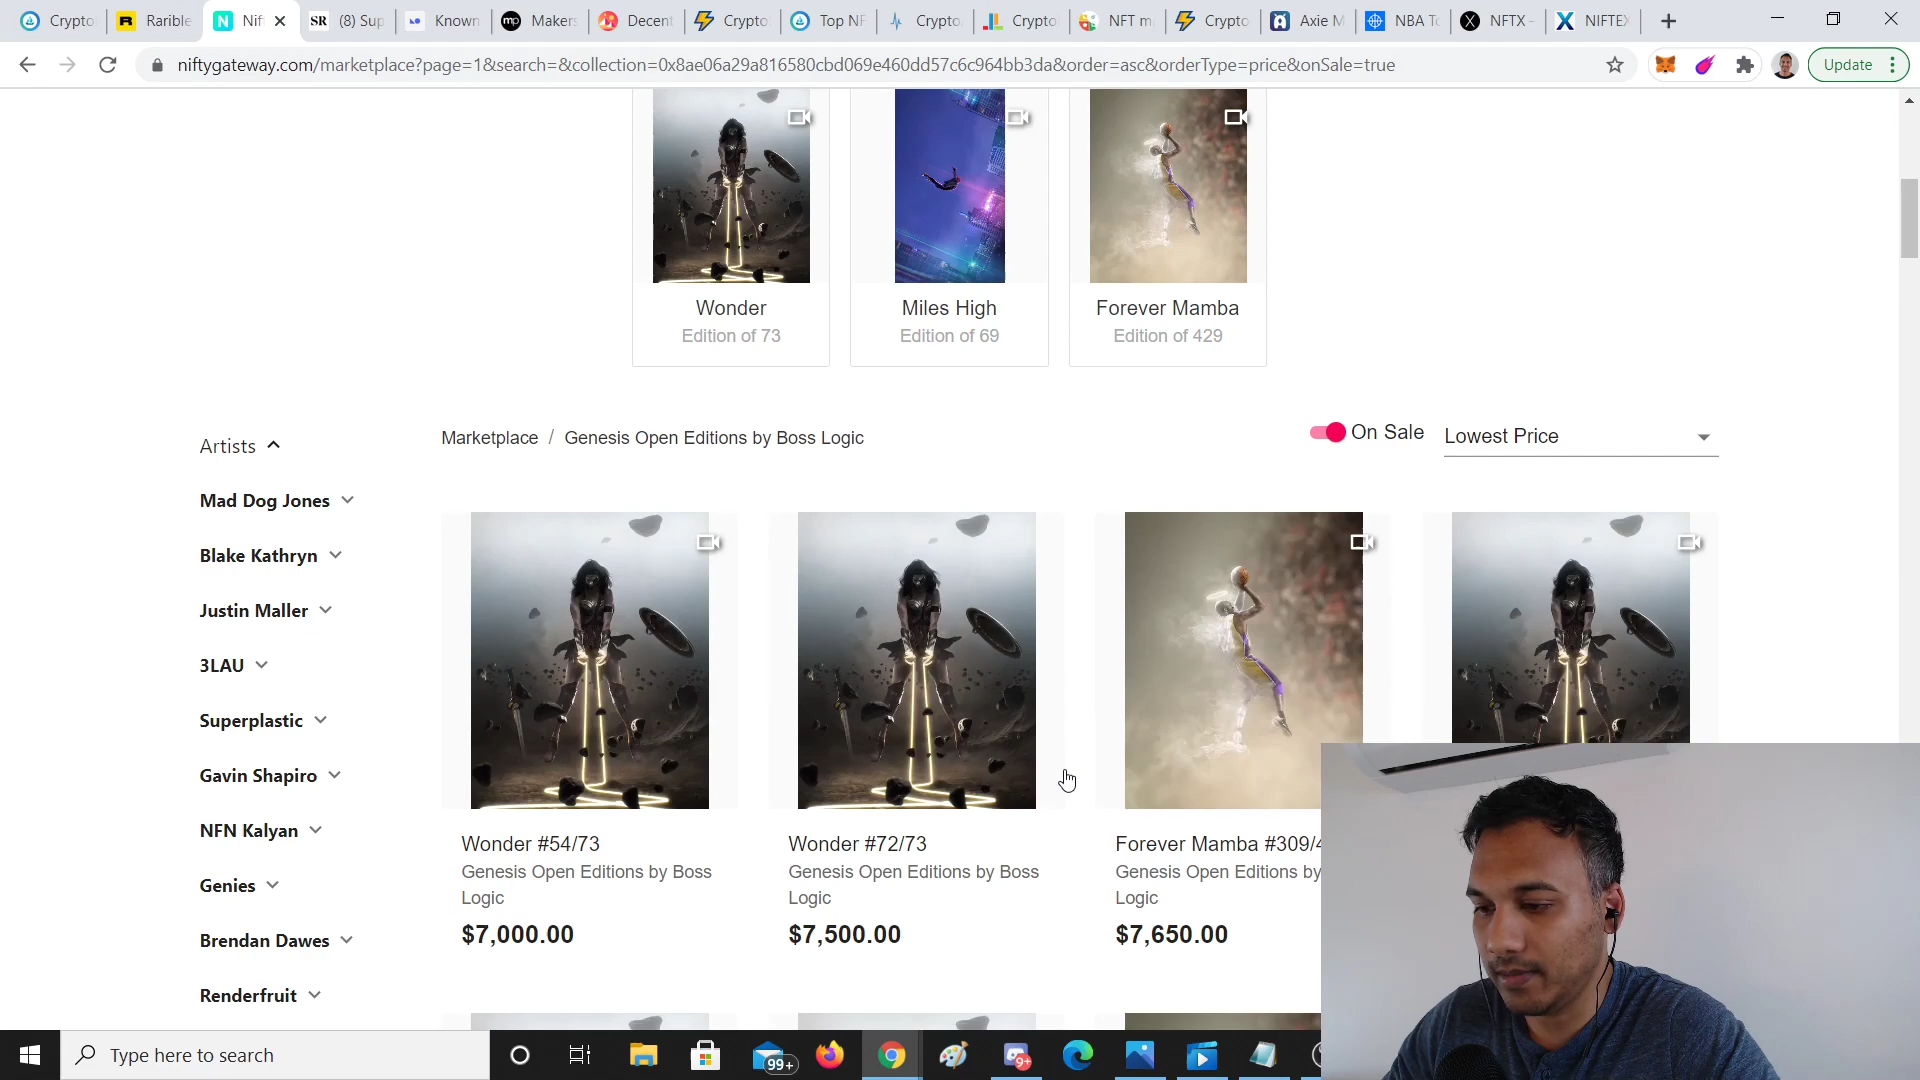 Crypto
Rarible
Nif
(8) Sup
Known
Makers
Decent
Crypto
Top NF
Crypto
Crypto
NFT m
Crypto
Axie M
NBA To
NFTX -
NIFTEX
niftygateway.com/marketplace?page=1&search=&collection=0x8ae06a29a816580cbd069e460dd57c6c964bb3da&order=asc&orderType=price&onSale=true
Update
Wonder
Edition of 73
Miles High
Edition of 69
Forever Mamba
Edition of 429
Artists
Marketplace / Genesis Open Editions by Boss Logic
On Sale
Lowest Price
Mad Dog Jones
Blake Kathryn
Justin Maller
3LAU
Superplastic
Gavin Shapiro
NFN Kalyan
Genies
Brendan Dawes
Renderfruit
Wonder #54/73
Genesis Open Editions by Boss
Logic
$7,000.00
Wonder #72/73
Genesis Open Editions by Boss
Logic
$7,500.00
Forever Mamba #309/4
Genesis Open Editions by
Logic
$7,650.00
Type here to search
99+
9+